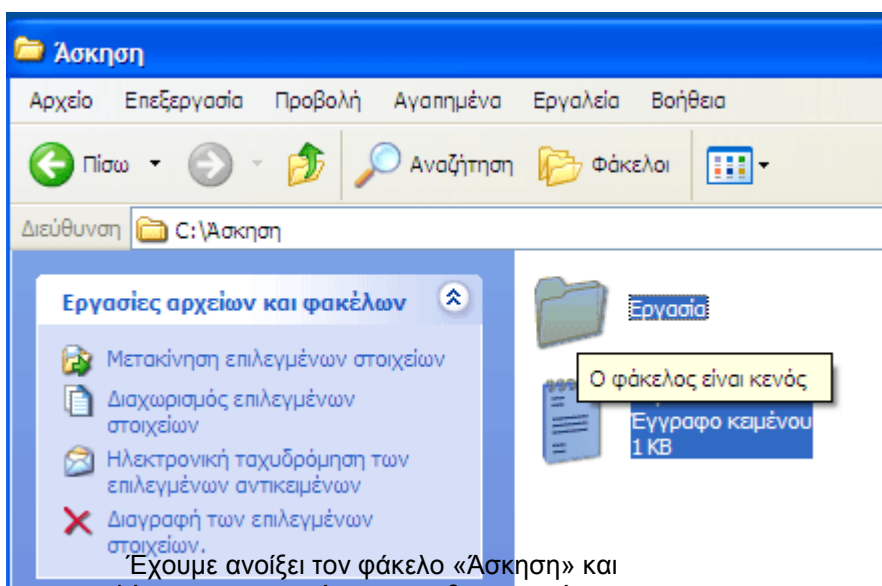 Άσκηση
Αρχείο Επεξεργασία Προβολή Αγαπημένα Εργαλεία Βοήθεια
Πίσω Αναζήτηση Φάκελοι
Διεύθυνση C:\Άσκηση
Εργασίες αρχείων και φακέλων
Μετακίνηση επιλεγμένων στοιχείων
Διαχωρισμός επιλεγμένων
στοιχείων
Ηλεκτρονική ταχυδρόμηση των
επιλεγμένων αντικειμένων
Διαγραφή των επιλεγμένων
στοιχείων.
Εργασία
Ο φάκελος είναι κενός
Έγγραφο κειμένου
1 KB
Έχουμε ανοίξει τον φάκελο «Άσκηση» και